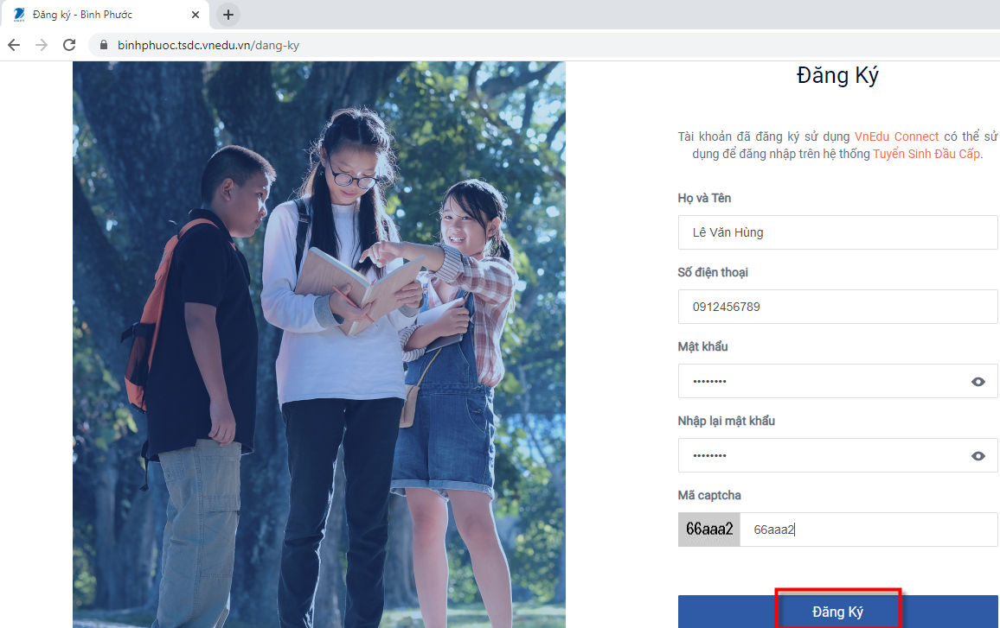 Đăng ký - Bình Phước
binhphuoc.tsdc.vnedu.vn/dang-ky
Đăng Ký
Tài khoản đã đăng ký sử dụng VnEdu Connect có thể sử
dụng để đăng nhập trên hệ thống Tuyển Sinh Đầu Cấp.
Họ và Tên
Lê Văn Hùng
Số điện thoại
0912456789
Mật khẩu
••••••••
Nhập lại mật khẩu
••••••••
Mã captcha
66aaa2 66aaa2
Đăng Ký